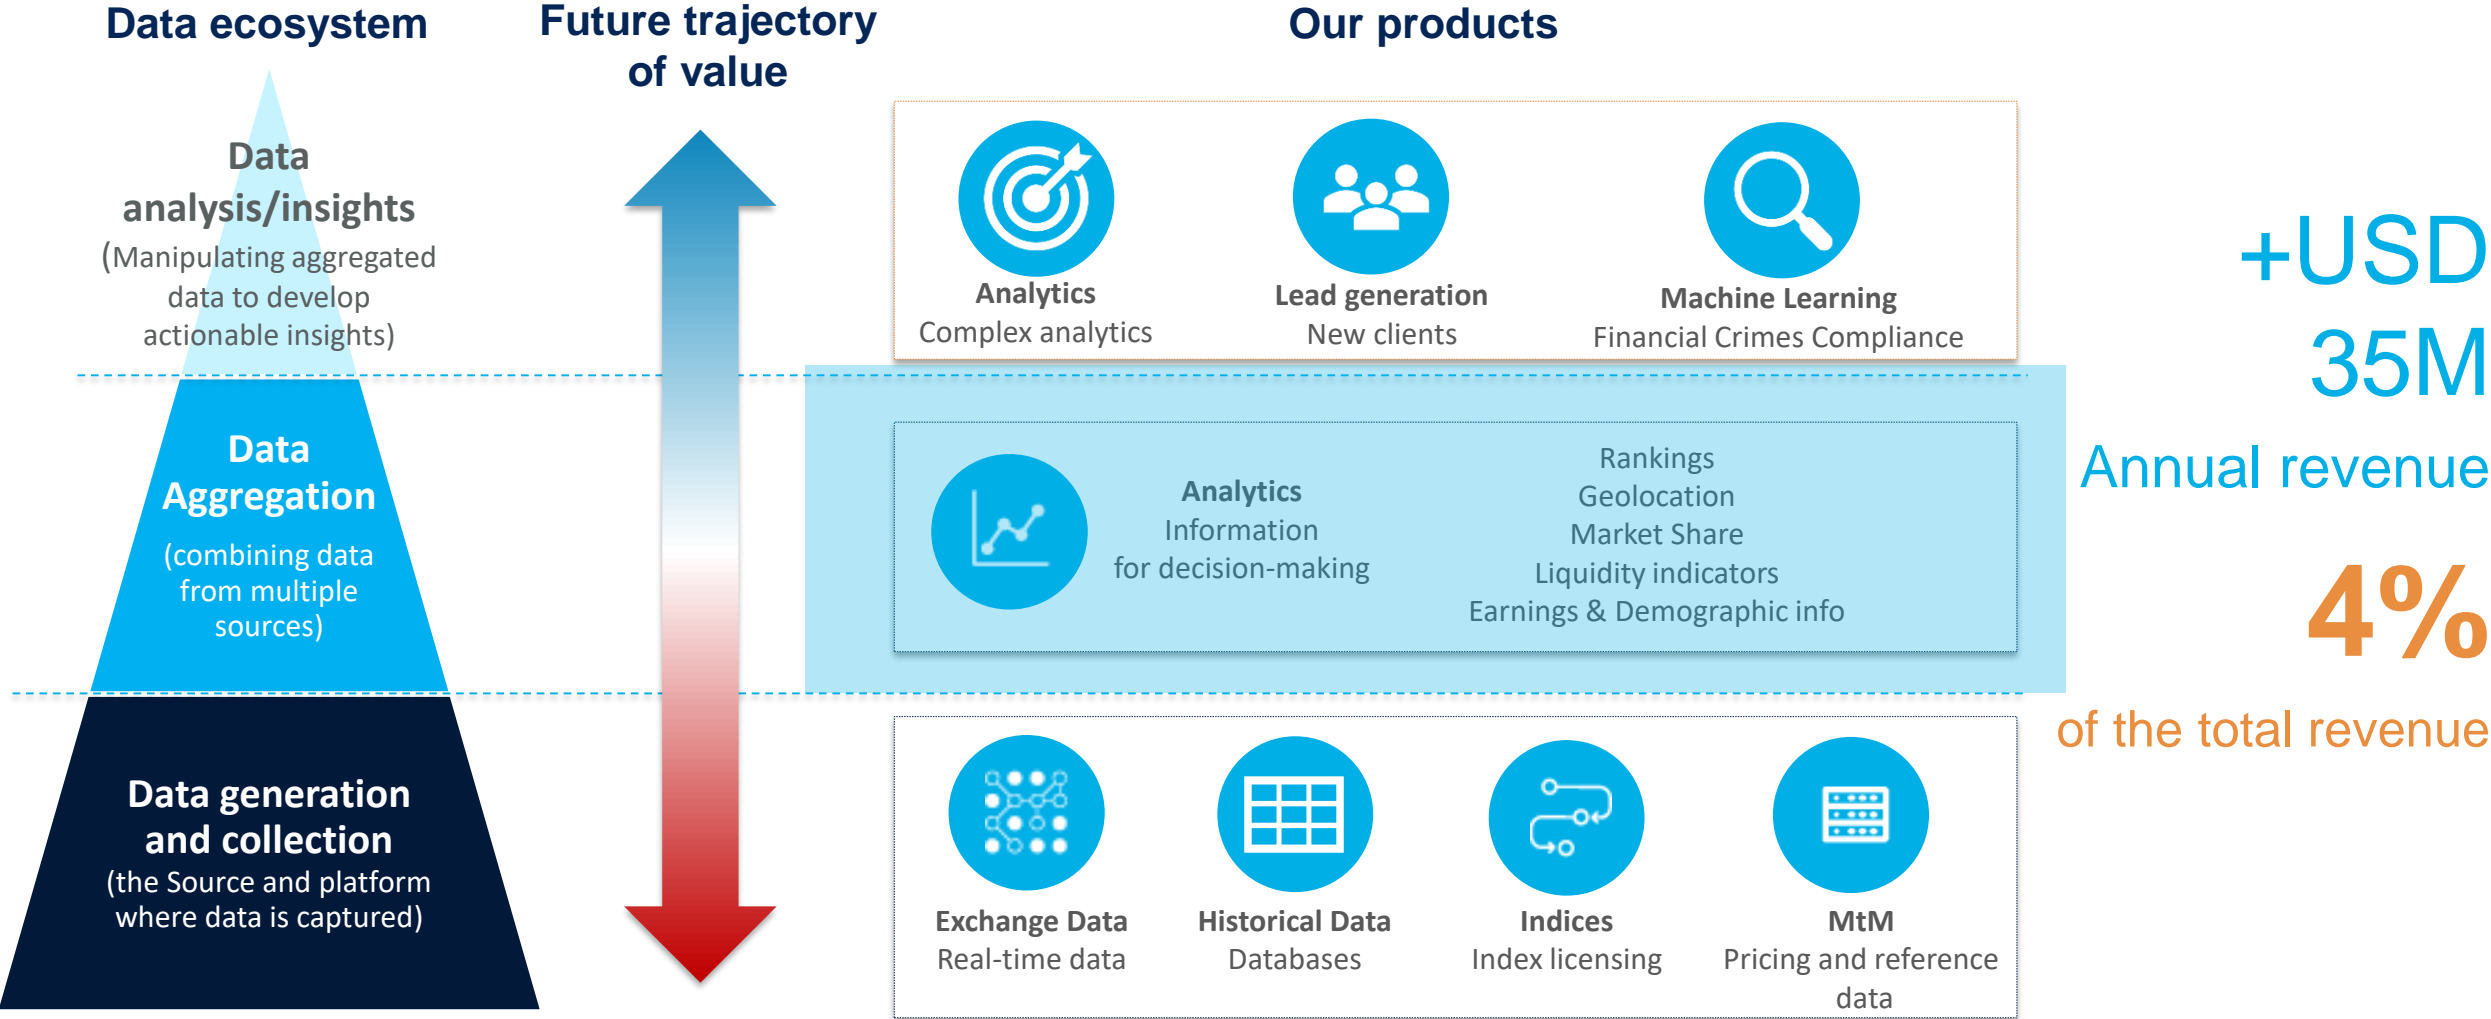 Data ecosystem
Future trajectory
of value
Our products
Data
analysis/insights
(Manipulating aggregated
data to develop
actionable insights)
Analytics
Complex analytics
Lead generation
New clients
Machine Learning
Financial Crimes Compliance
Data
Aggregation
(combining data
from multiple
sources)
Analytics
Information
for decision-making
Rankings
Geolocation
Market Share
Liquidity indicators
Earnings & Demographic info
Data generation
and collection
(the Source and platform
where data is captured)
Exchange Data
Real-time data
Historical Data
Databases
Indices
Index licensing
MtM
Pricing and reference
data
+USD
35M
Annual revenue
4%
of the total revenue